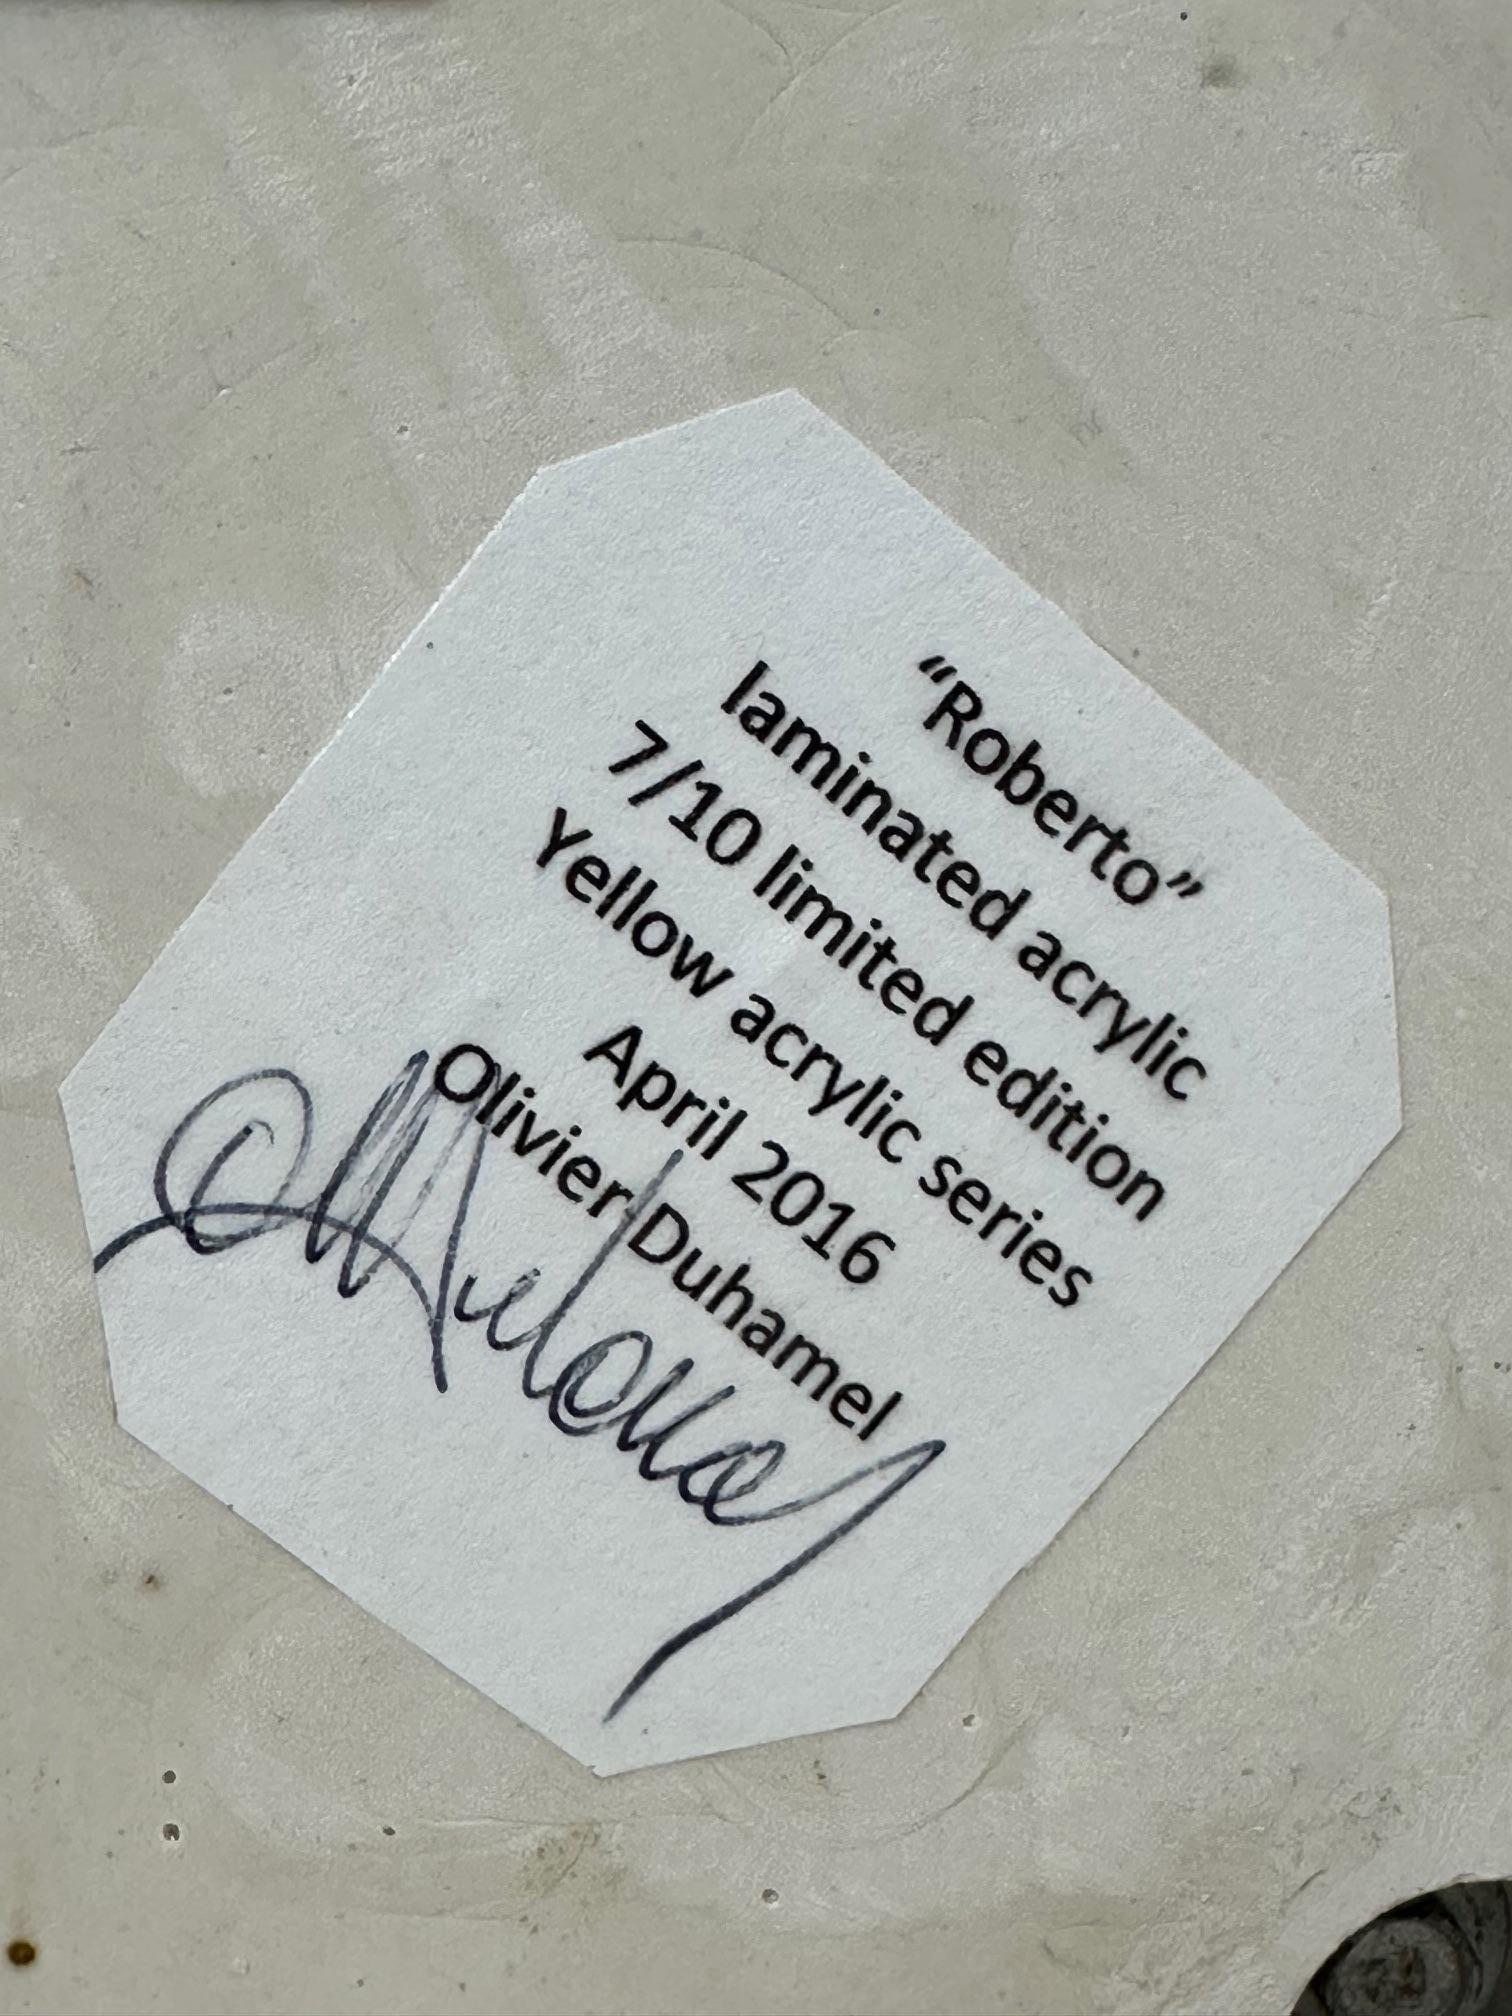 “Roberto”
laminated acrylic
7/10 limited edition
Yellow acrylic series
April 2016
Olivier Duhamel